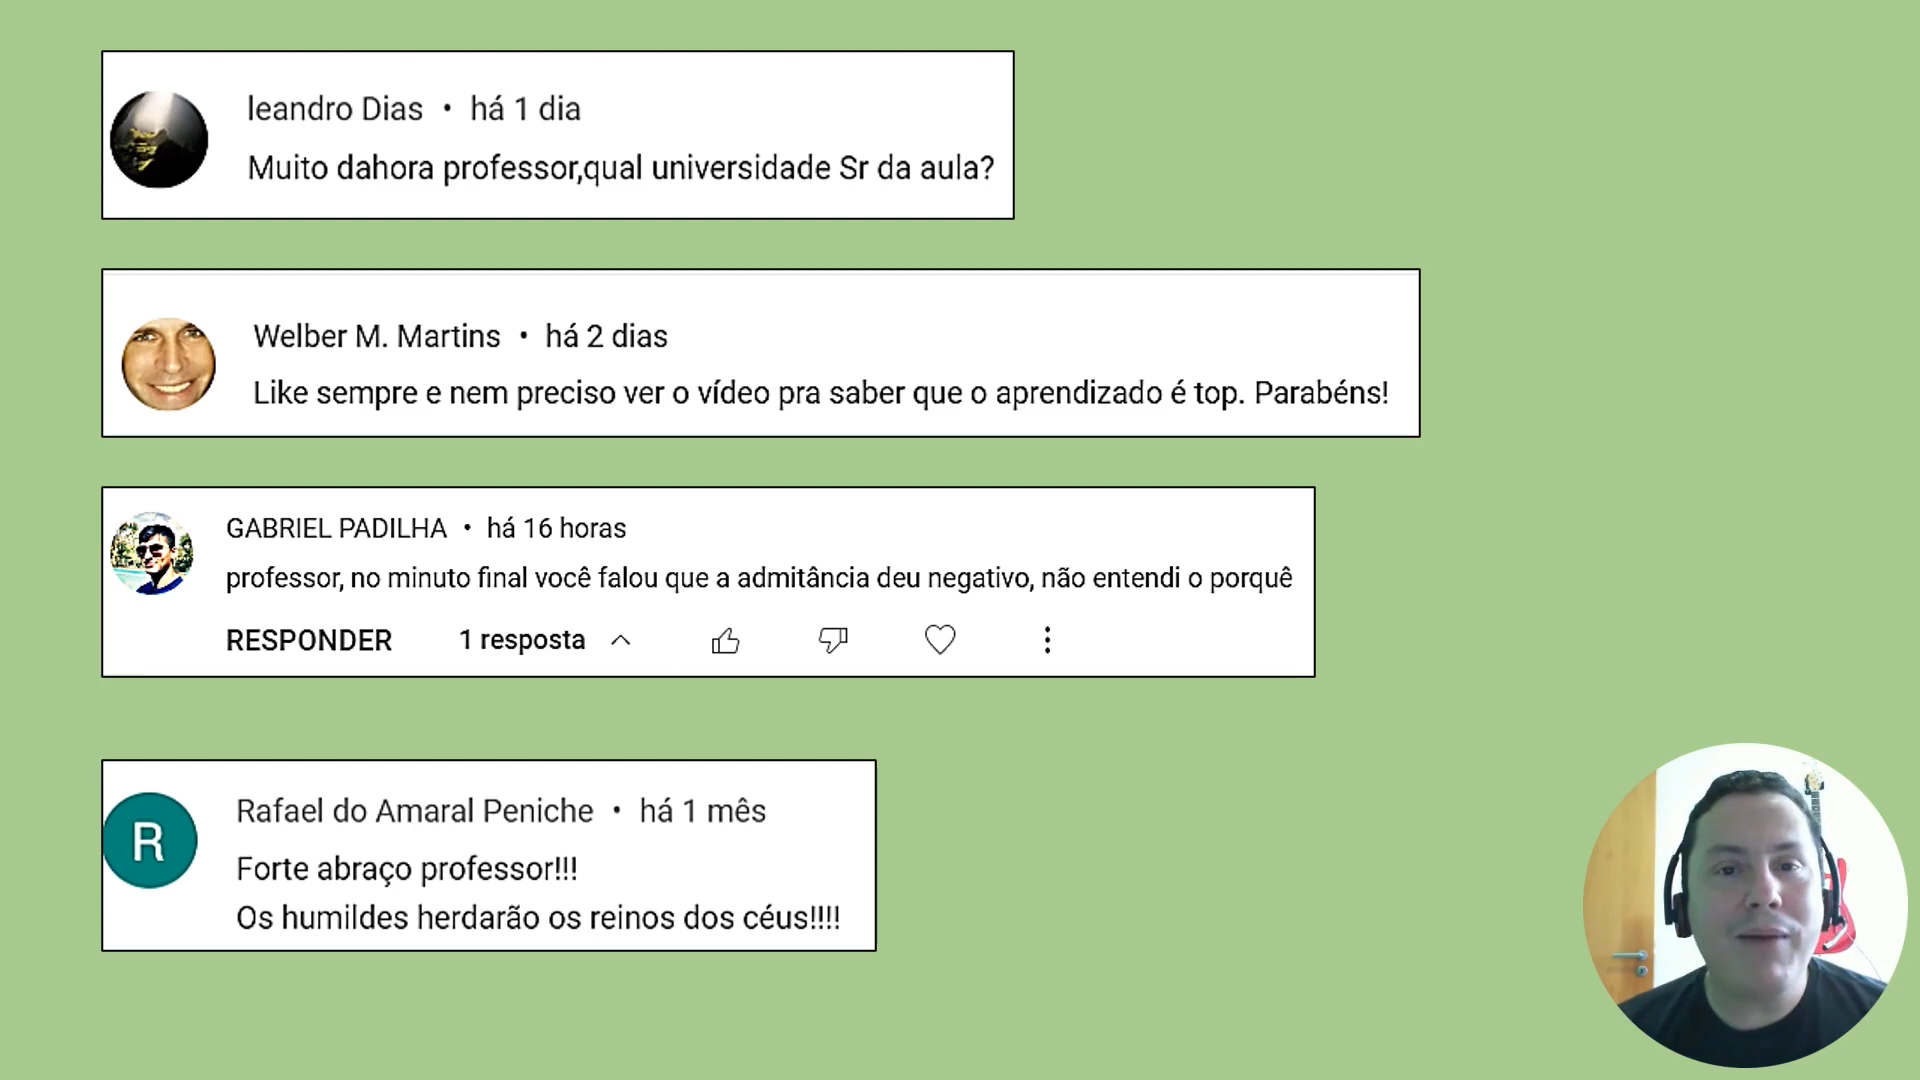 leandro Dias • há 1 dia
Muito dahora professor,qual universidade Sr da aula?
Welber M. Martins • há 2 dias
Like sempre e nem preciso ver o vídeo pra saber que o aprendizado é top. Parabéns!
GABRIEL PADILHA • há 16 horas
professor, no minuto final você falou que a admitância deu negativo, não entendi o porquê
RESPONDER 1 resposta
R
Rafael do Amaral Peniche • há 1 mês
Forte abraço professor!!!
Os humildes herdarão os reinos dos céus!!!!